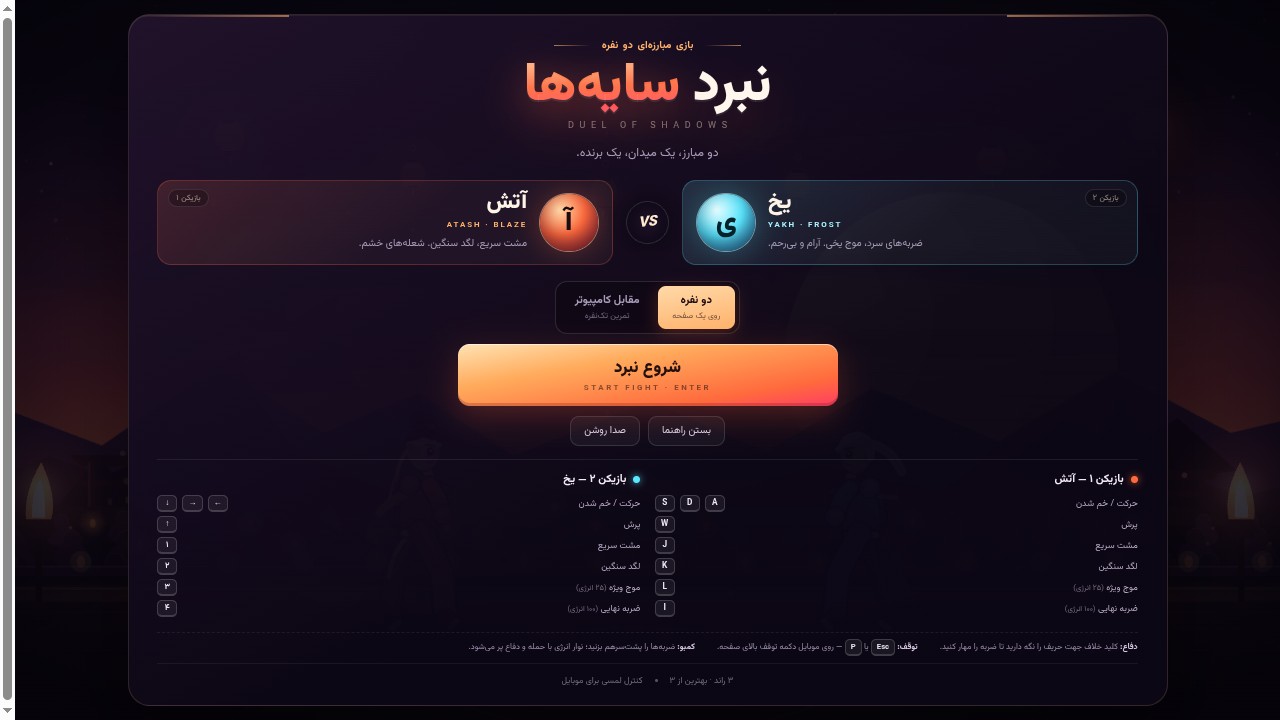 بازی مبارزه‌ای دو نفره
نبرد سایه‌ها
DUEL OF SHADOWS
دو مبارز، یک میدان، یک برنده.
بازیکن ۲
ی
یخ
YAKH · FROST
ضربه‌های سرد، موج یخی. آرام و بی‌رحم.
VS
بازیکن ۱
آ
آتش
ATASH · BLAZE
مشت سریع، لگد سنگین. شعله‌های خشم.
دو نفره
روی یک صفحه
مقابل کامپیوتر
تمرین تک‌نفره
شروع نبرد
START FIGHT · ENTER
بستن راهنما
صدا روشن
بازیکن ۱ — آتش
حرکت / خم شدن A D S
پرش W
مشت سریع J
لگد سنگین K
موج ویژه (۲۵ انرژی) L
ضربه نهایی (۱۰۰ انرژی) I
بازیکن ۲ — یخ
حرکت / خم شدن ← → ↓
پرش ↑
مشت سریع ۱
لگد سنگین ۲
موج ویژه (۲۵ انرژی) ۳
ضربه نهایی (۱۰۰ انرژی) ۴
دفاع: کلید خلاف جهت حریف را نگه دارید تا ضربه را مهار کنید.
توقف: Esc یا P — روی موبایل دکمه توقف بالای صفحه.
کمبو: ضربه‌ها را پشت‌سرهم بزنید؛ نوار انرژی با حمله و دفاع پر می‌شود.
۳ راند · بهترین از ۳ • کنترل لمسی برای موبایل